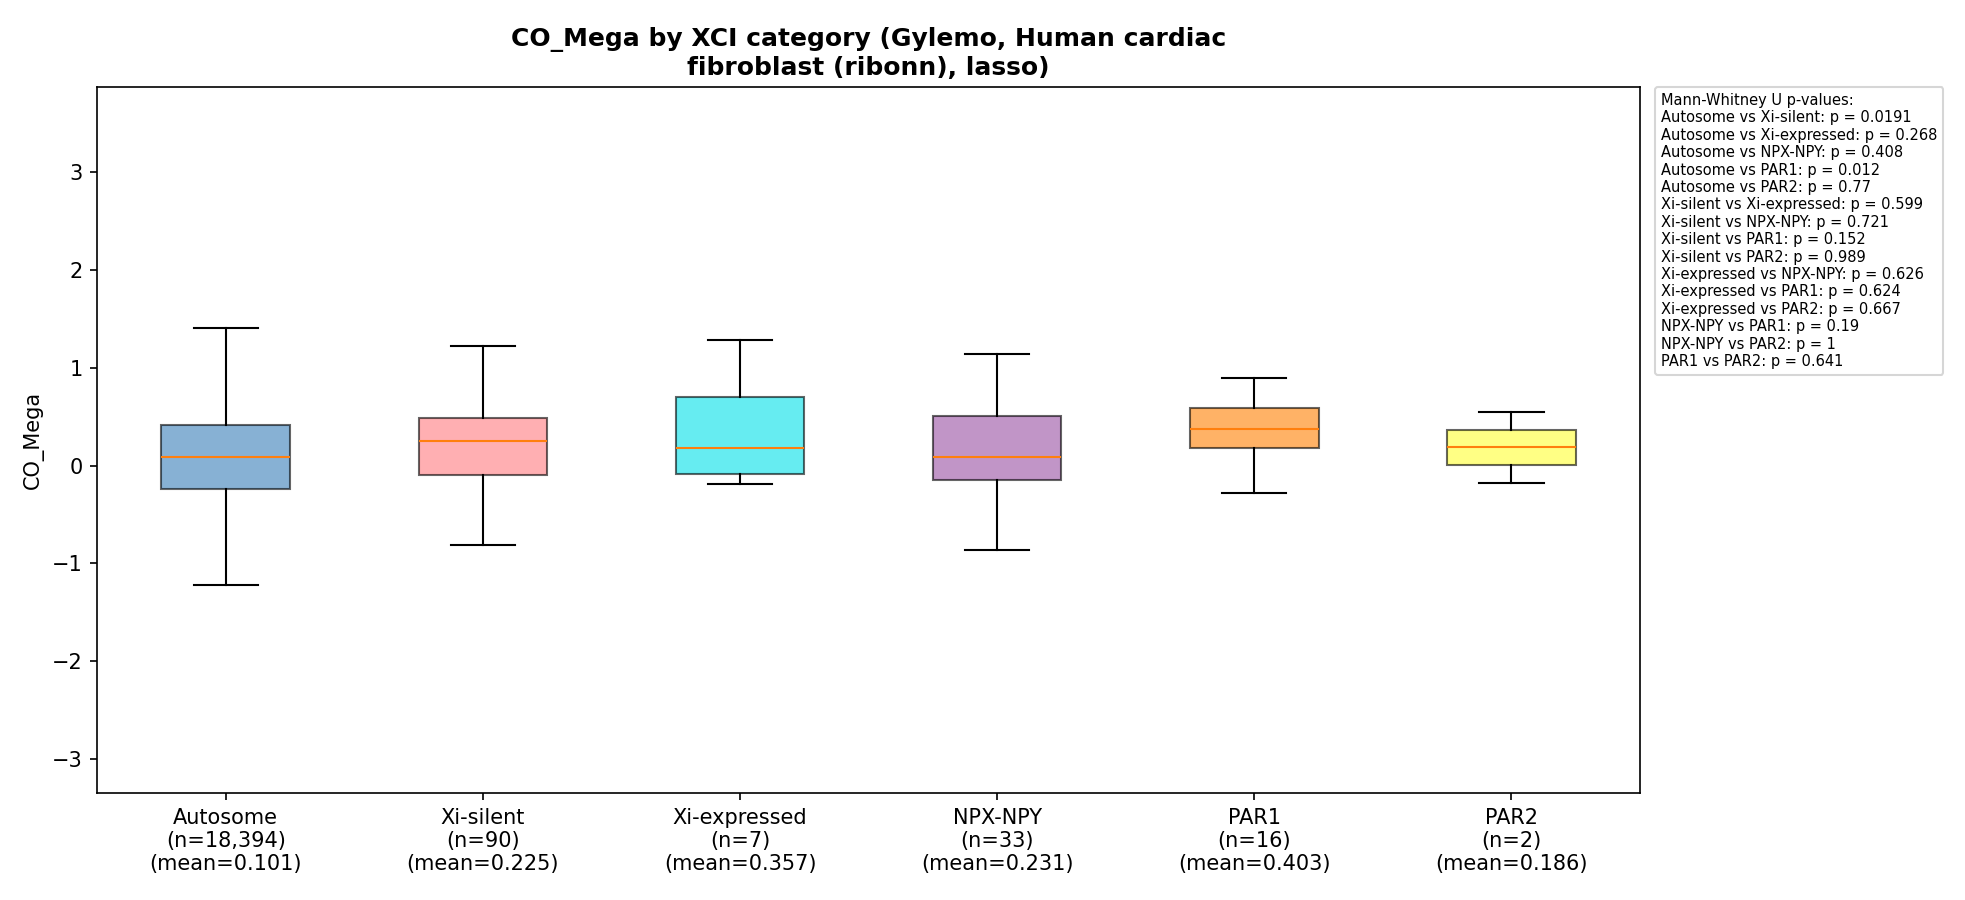 CO_Mega by XCI category (Gylemo, Human cardiac
fibroblast (ribonn), lasso)
Mann-Whitney U p-values:
Autosome vs Xi-silent: p = 0.0191
Autosome vs Xi-expressed: p = 0.268
Autosome vs NPX-NPY: p = 0.408
Autosome vs PAR1: p = 0.012
Autosome vs PAR2: p = 0.77
Xi-silent vs Xi-expressed: p = 0.599
Xi-silent vs NPX-NPY: p = 0.721
Xi-silent vs PAR1: p = 0.152
Xi-silent vs PAR2: p = 0.989
Xi-expressed vs NPX-NPY: p = 0.626
Xi-expressed vs PAR1: p = 0.624
Xi-expressed vs PAR2: p = 0.667
NPX-NPY vs PAR1: p = 0.19
NPX-NPY vs PAR2: p = 1
PAR1 vs PAR2: p = 0.641
CO_Mega
3
2
1
0
−1
−2
−3
Autosome
(n=18,394)
(mean=0.101)
Xi-silent
(n=90)
(mean=0.225)
Xi-expressed
(n=7)
(mean=0.357)
NPX-NPY
(n=33)
(mean=0.231)
PAR1
(n=16)
(mean=0.403)
PAR2
(n=2)
(mean=0.186)